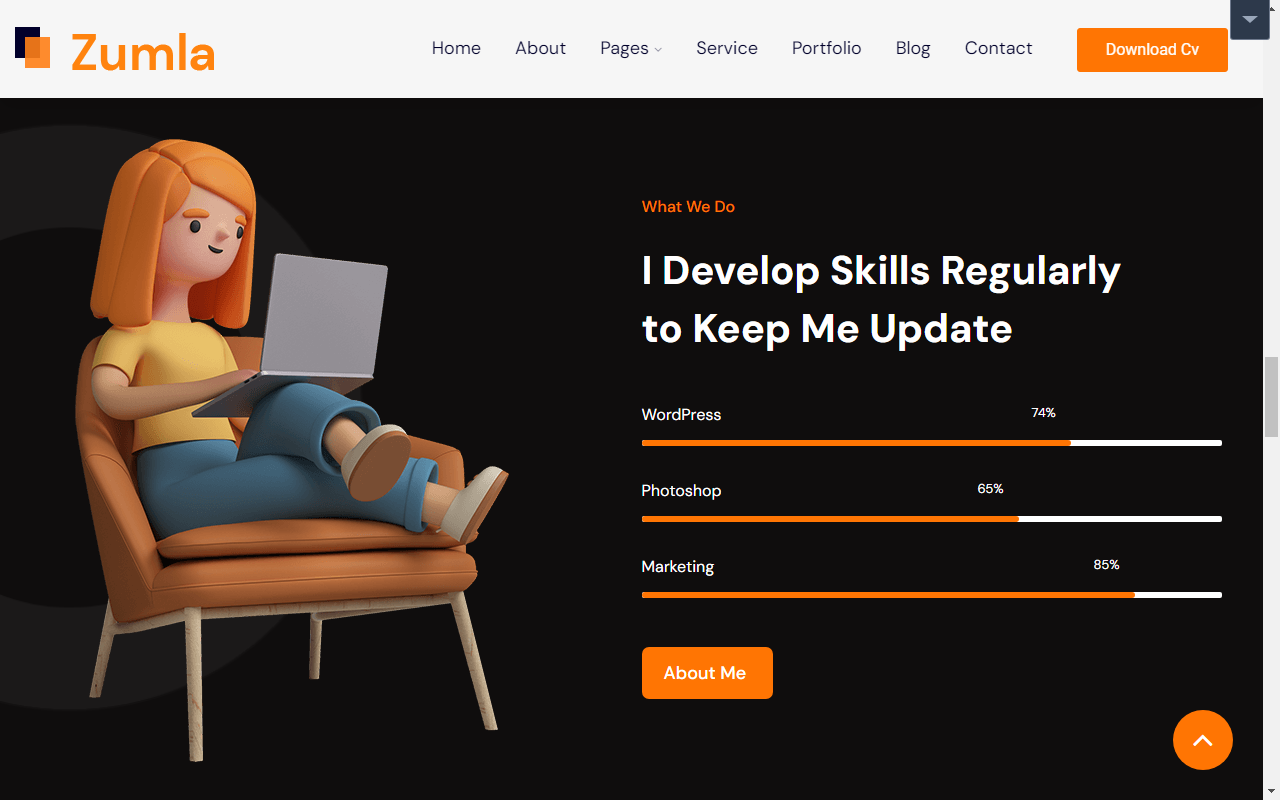 Zumla
Home About Pages Service Portfolio Blog Contact Download Cv
What We Do
I Develop Skills Regularly
to Keep Me Update
WordPress 74%
Photoshop 65%
Marketing 85%
About Me